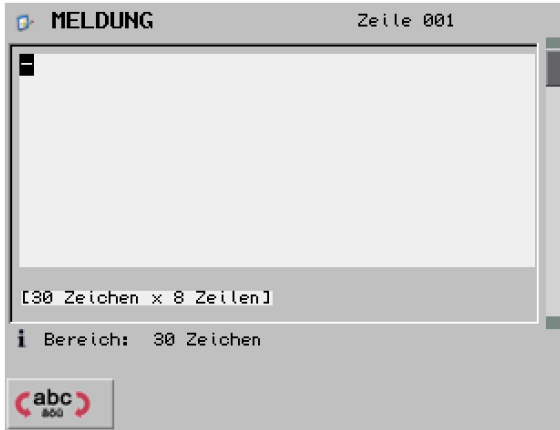 MELDUNG Zeile 001
[30 Zeichen x 8 Zeilen]
i Bereich: 30 Zeichen
abc